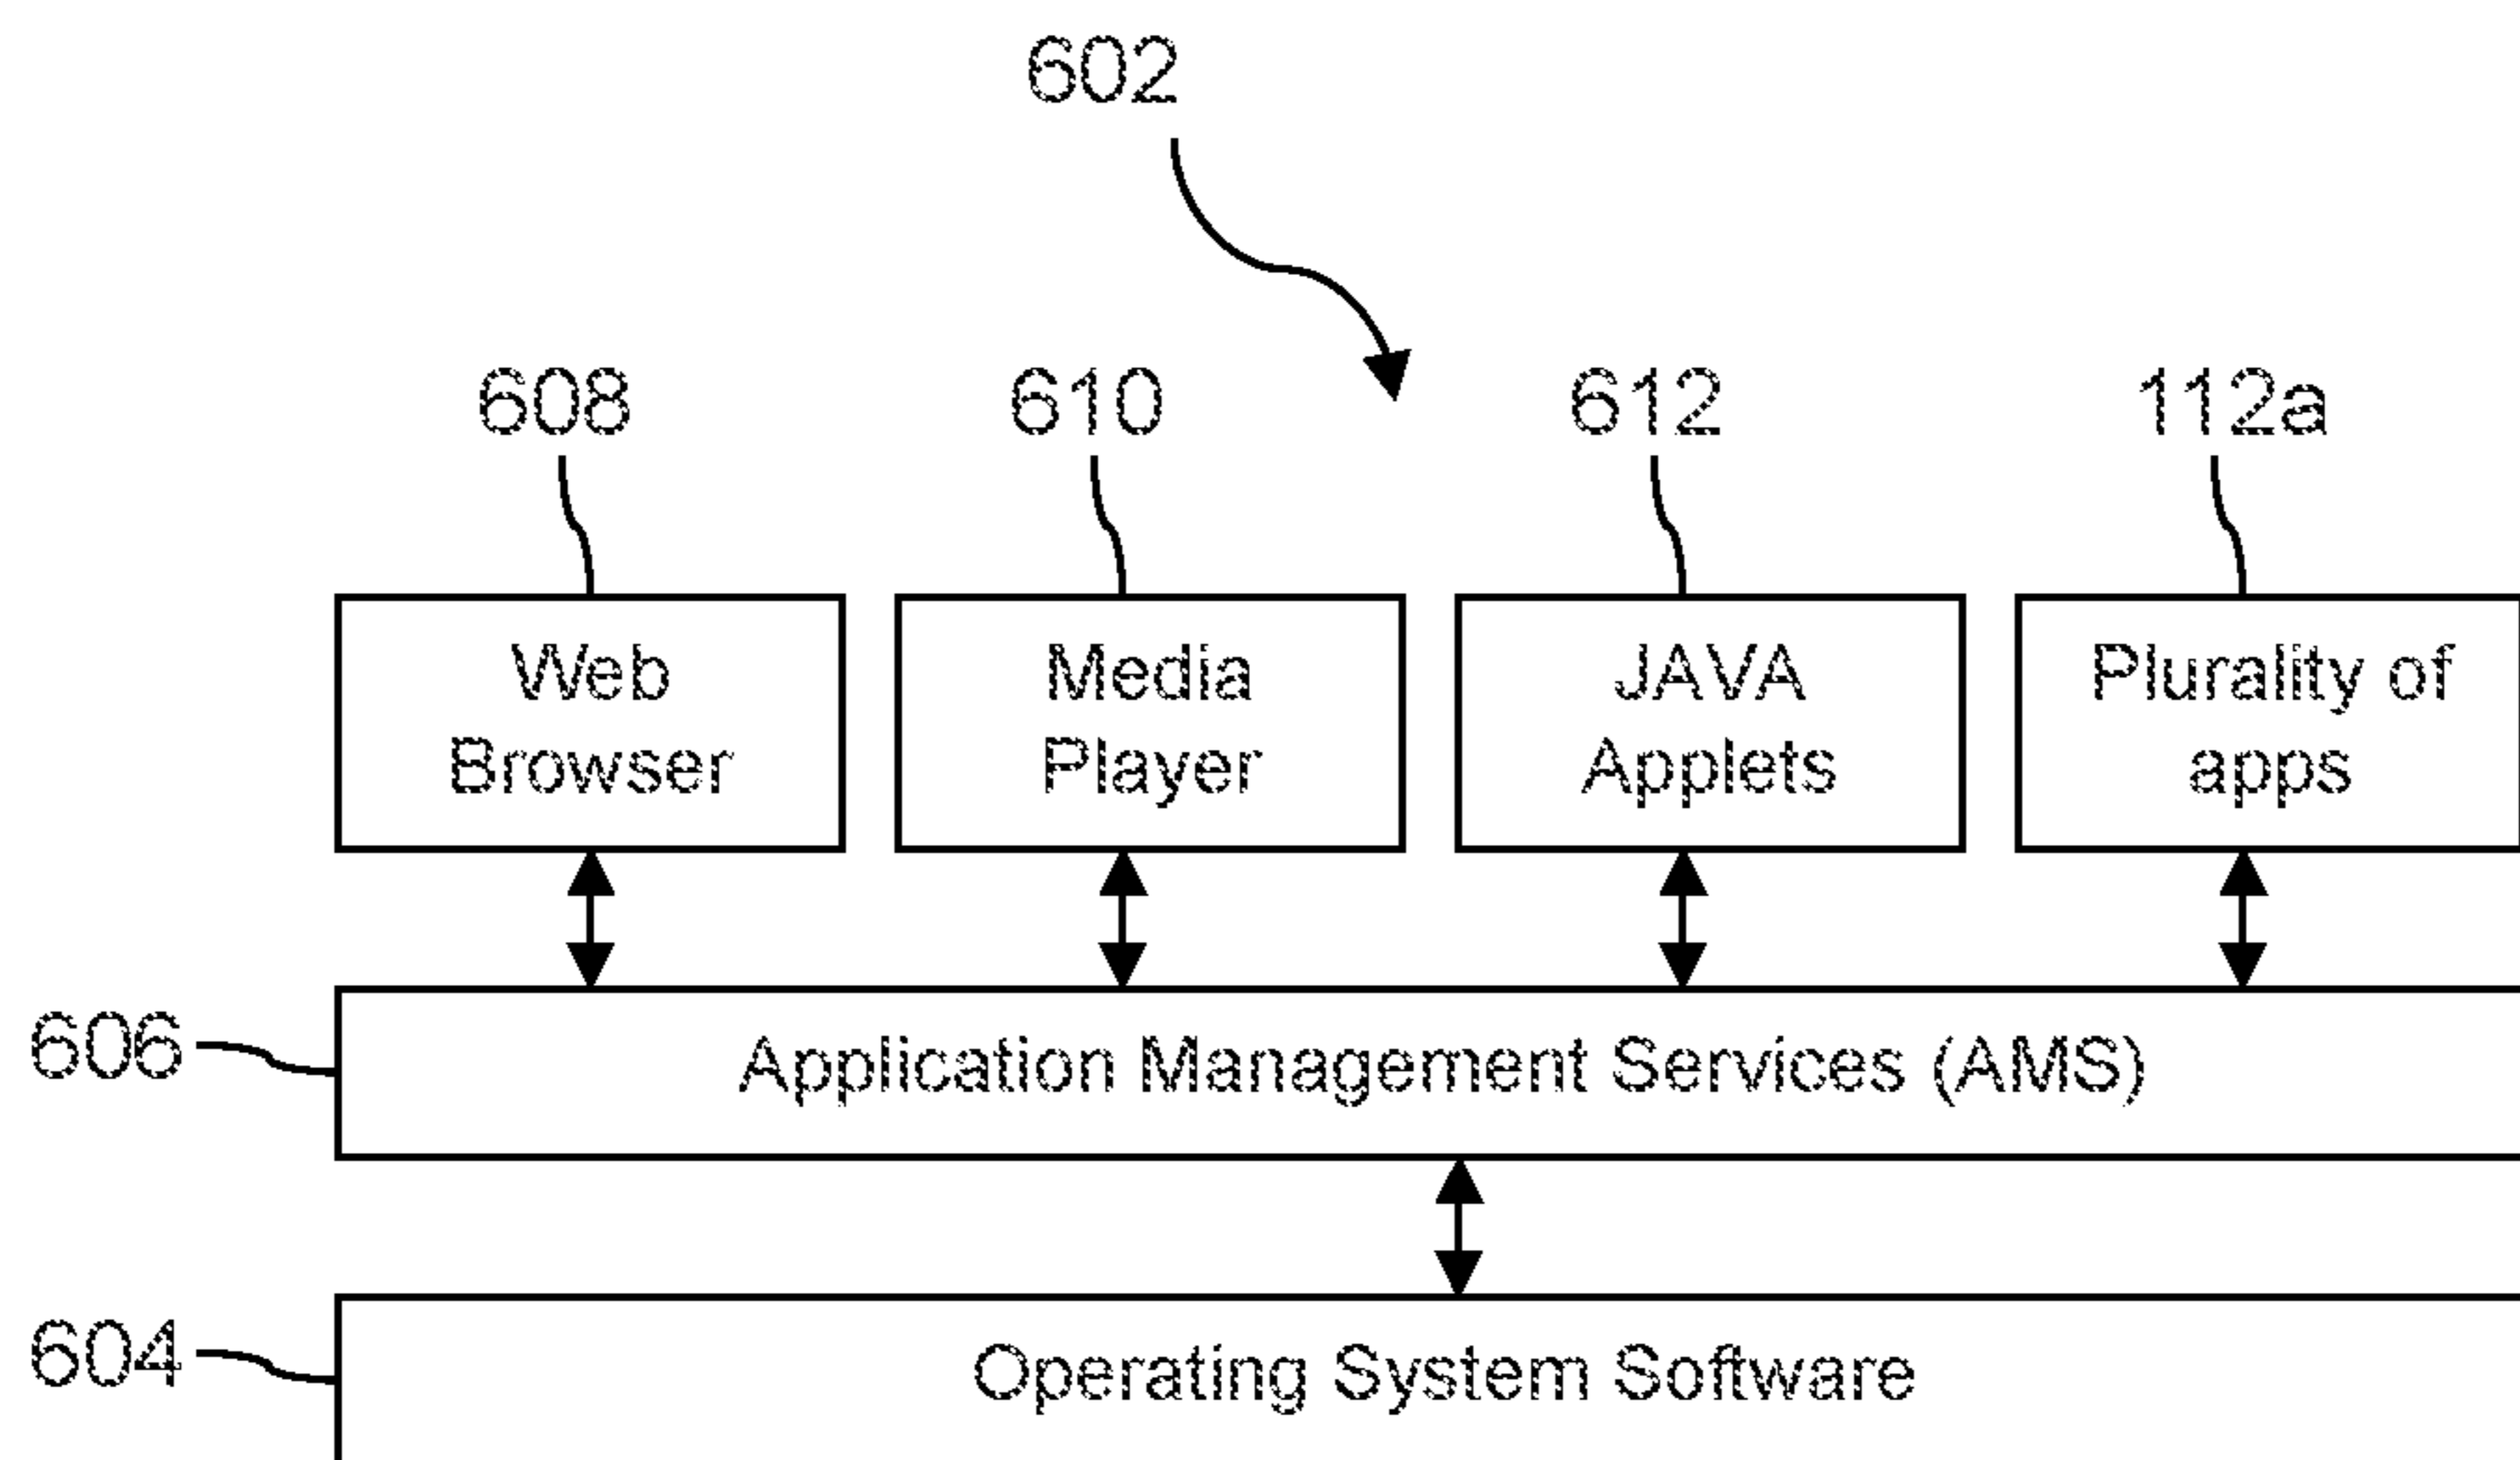 602
608
610
612
112a
Web
Browser
Media
Player
JAVA
Applets
Plurality of
apps
606
Application Management Services (AMS)
604
Operating System Software